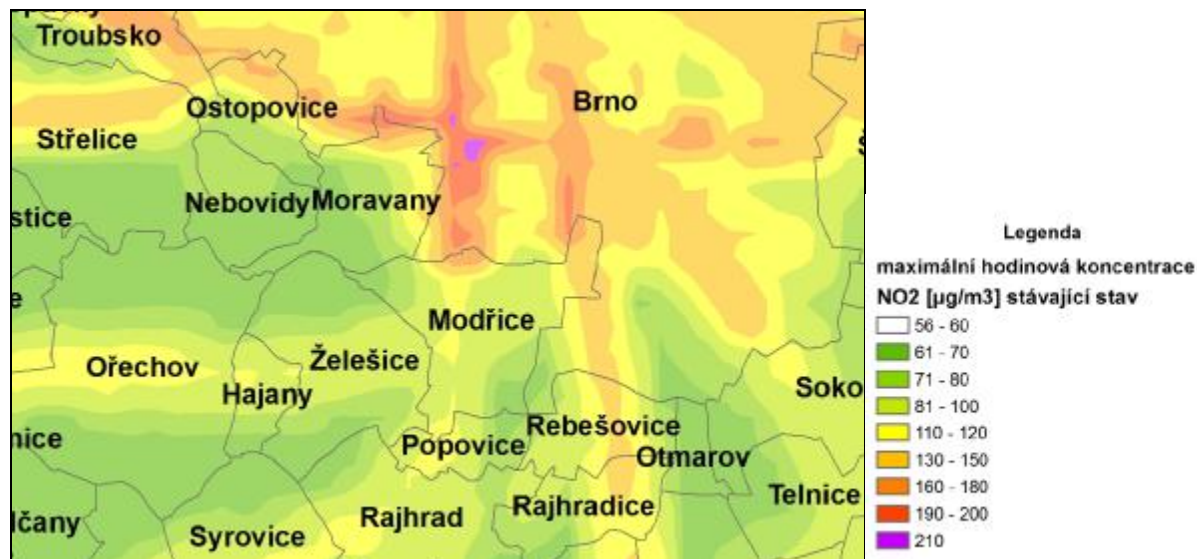 Troubsko
Ostopovice
Brno
Střelice
Nebovidy
Moravany
stice
Modřice
Ořechov
Želešice
Hajany
Soko
Rebešovice
Popovice
nice
Otmarov
Telnice
Rajhradice
Rajhrad
lčany
Syrovice
Legenda
maximální hodinová koncentrace
NO2 [µg/m3] stávající stav
56 - 60
61 - 70
71 - 80
81 - 100
110 - 120
130 - 150
160 - 180
190 - 200
210